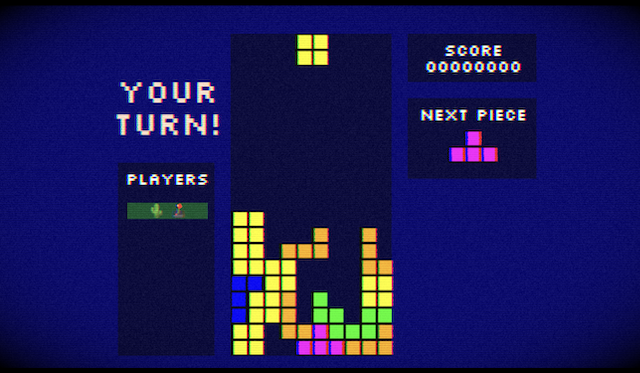 YOUR
TURN!
PLAYERS
SCORE
00000000
NEXT PIECE